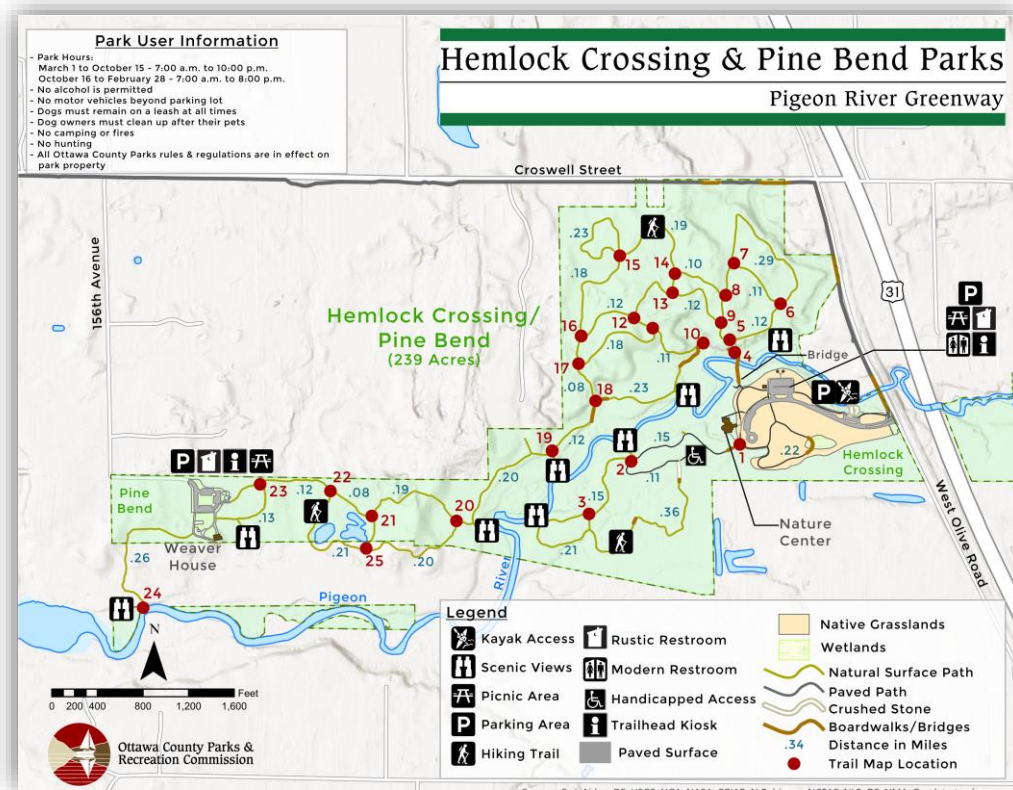 Park User Information
- Park Hours:
March 1 to October 15 - 7:00 a.m. to 10:00 p.m.
October 16 to February 28 - 7:00 a.m. to 8:00 p.m.
- No alcohol is permitted
- No motor vehicles beyond parking lot
- Dogs must remain on a leash at all times
- Dog owners must clean up after their pets
- No camping or fires
- No hunting
- All Ottawa County Parks rules & regulations are in effect on
park property
Hemlock Crossing & Pine Bend Parks
Pigeon River Greenway
Croswell Street
156th Avenue
31
West Olive Road
Hemlock Crossing/
Pine Bend
(239 Acres)
.23
.19
7
15
14
.10
.29
.18
13
8
.11
6
.12
12
.12
9
5
.12
16
10
4
Bridge
.18
.11
17
P
i
.08
18
.23
P
19
.12
.15
1
.22
2
.11
Hemlock
Crossing
P
i
.20
.15
3
.36
.21
Nature
Center
Pine
Bend
23
.12
22
.08
.19
20
.13
21
Weaver
House
.21
25
.20
.26
24
River
Pigeon
N
Feet
0 200 400 800 1,200 1,600
Ottawa County Parks &
Recreation Commission
Legend
Kayak Access
Rustic Restroom
Native Grasslands
Scenic Views
Modern Restroom
Wetlands
Picnic Area
Handicapped Access
Natural Surface Path
P
Parking Area
i
Trailhead Kiosk
Paved Path
Hiking Trail
Paved Surface
Crushed Stone
Boardwalks/Bridges
.34
Distance in Miles
Trail Map Location